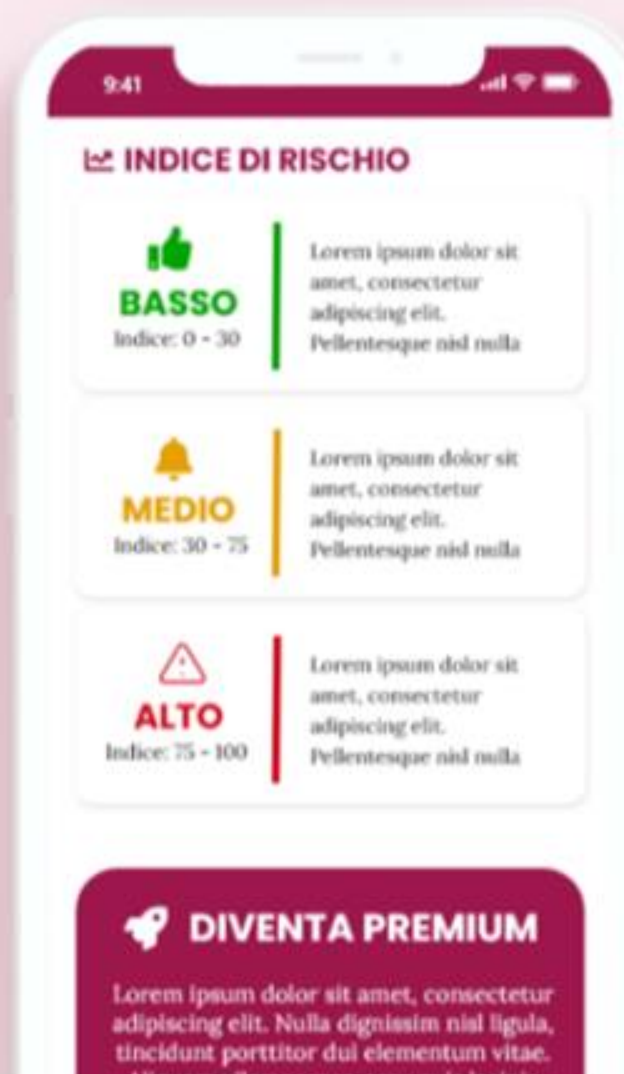 9:41
INDICE DI RISCHIO
BASSO
Indice: 0 - 30
Lorem ipsum dolor sit
amet, consectetur
adipiscing elit.
Pellentesque nisl nulla
MEDIO
Indice: 30 - 75
Lorem ipsum dolor sit
amet, consectetur
adipiscing elit.
Pellentesque nisl nulla
ALTO
Indice: 75 - 100
Lorem ipsum dolor sit
amet, consectetur
adipiscing elit.
Pellentesque nisl nulla
DIVENTA PREMIUM
Lorem ipsum dolor sit amet, consectetur
adipiscing elit. Nulla dignissim nisl ligula,
tincidunt porttitor dui elementum vitae.